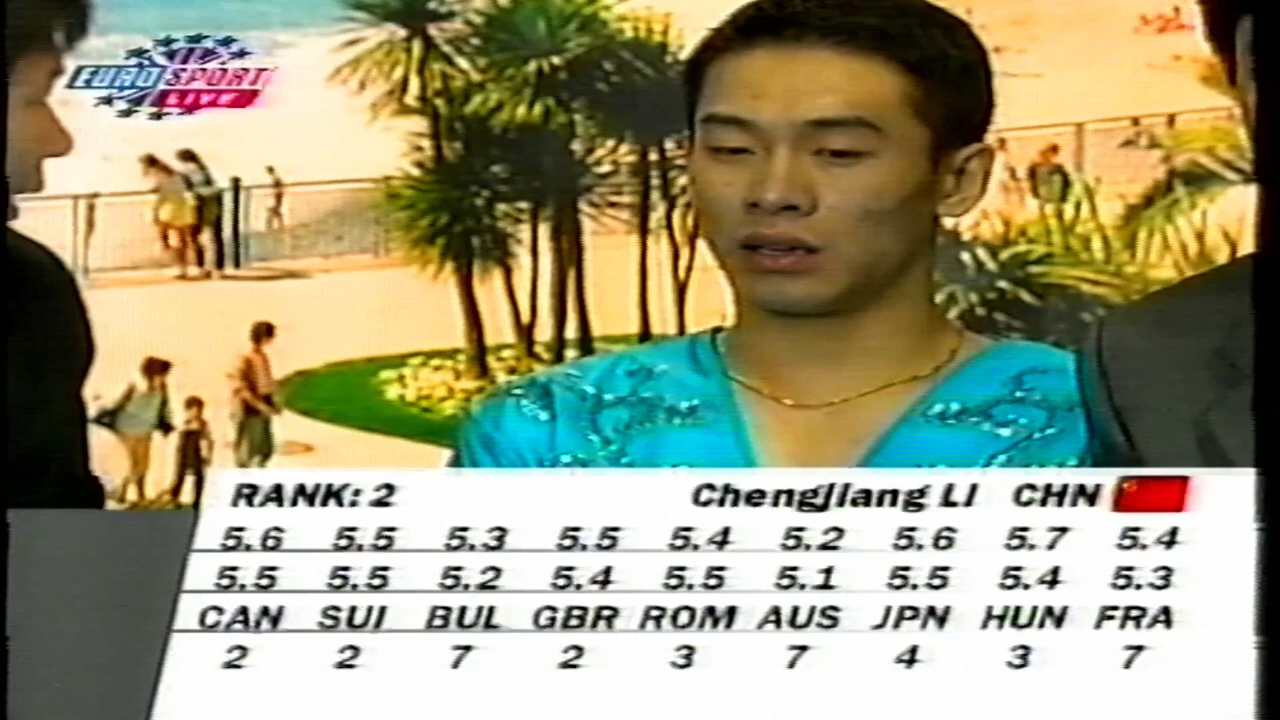 EUROSPORT
LIVE
RANK: 2 Chengjiang LI CHN
5.6 5.5 5.3 5.5 5.4 5.2 5.6 5.7 5.4
5.5 5.5 5.2 5.4 5.5 5.1 5.5 5.4 5.3
CAN SUI BUL GBR ROM AUS JPN HUN FRA
2 2 7 2 3 7 4 3 7